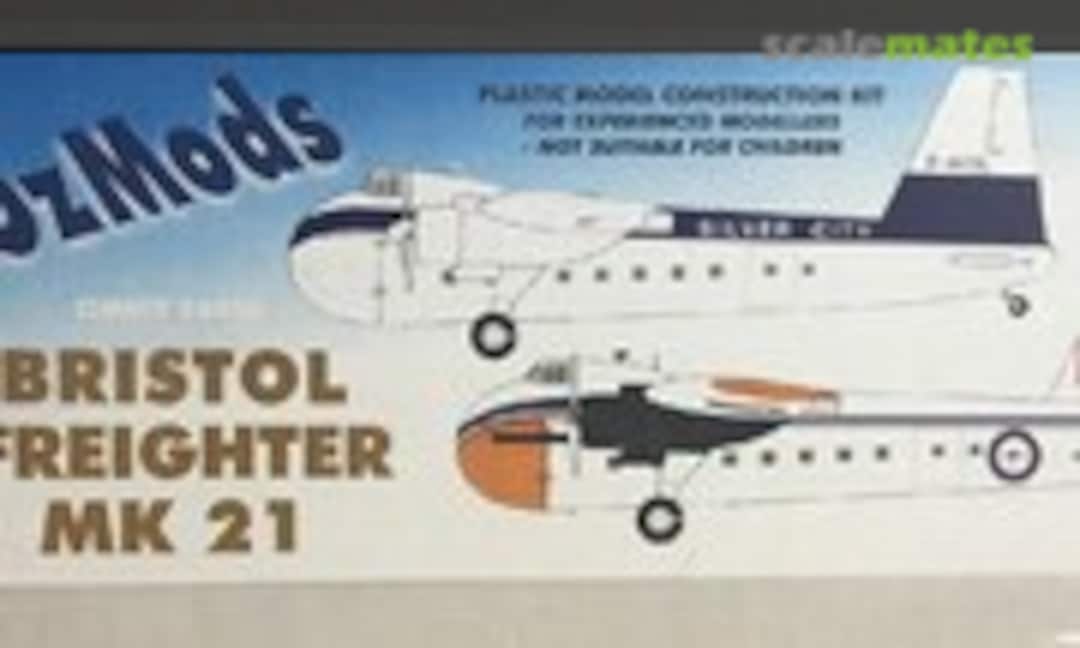 scalemates
OzMods
PLASTIC MODEL CONSTRUCTION KIT
FOR EXPERIENCED MODELLERS
- NOT SUITABLE FOR CHILDREN
SILVER CITY
BRISTOL
FREIGHTER
MK 21